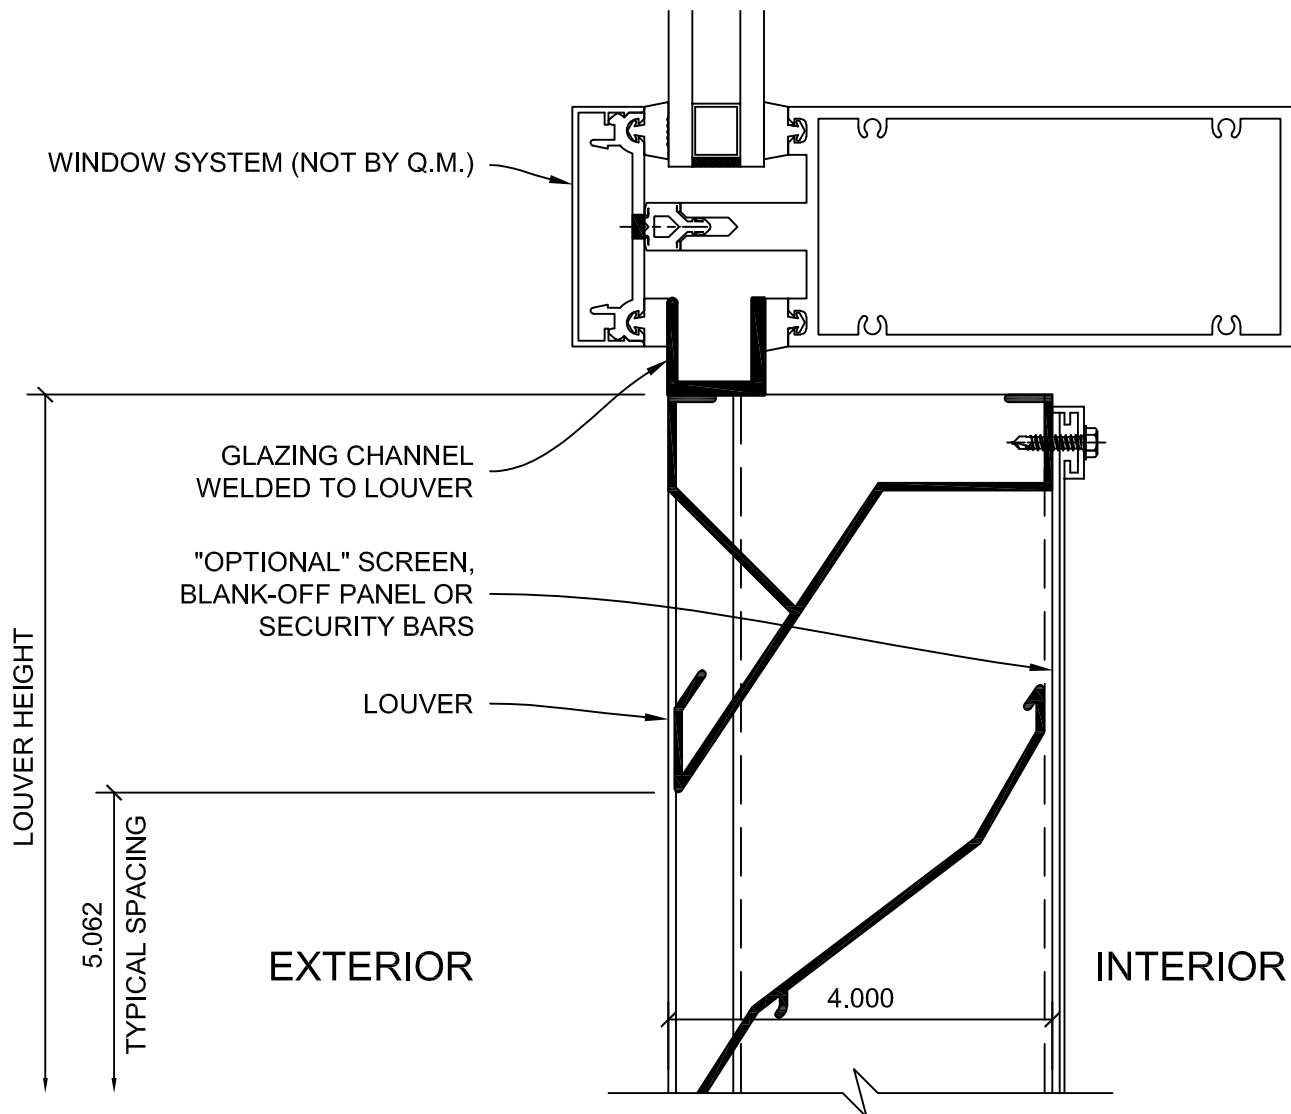 WINDOW SYSTEM (NOT BY Q.M.)
GLAZING CHANNEL
WELDED TO LOUVER
"OPTIONAL" SCREEN,
BLANK-OFF PANEL OR
SECURITY BARS
LOUVER
LOUVER HEIGHT
5.062
TYPICAL SPACING
EXTERIOR
4.000
INTERIOR